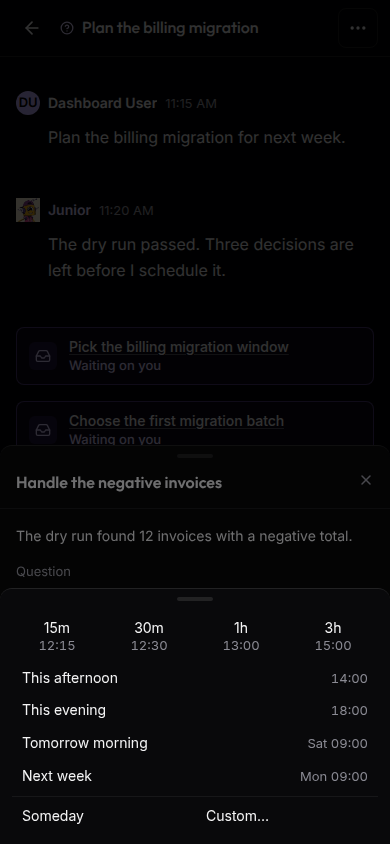 Plan the billing migration
DU Dashboard User 11:15 AM
Plan the billing migration for next week.
Junior 11:20 AM
The dry run passed. Three decisions are
left before I schedule it.
Pick the billing migration window
Waiting on you
Choose the first migration batch
Waiting on you
Handle the negative invoices
The dry run found 12 invoices with a negative total.
Question
15m 30m 1h 3h
12:15 12:30 13:00 15:00
This afternoon 14:00
This evening 18:00
Tomorrow morning Sat 09:00
Next week Mon 09:00
Someday Custom...